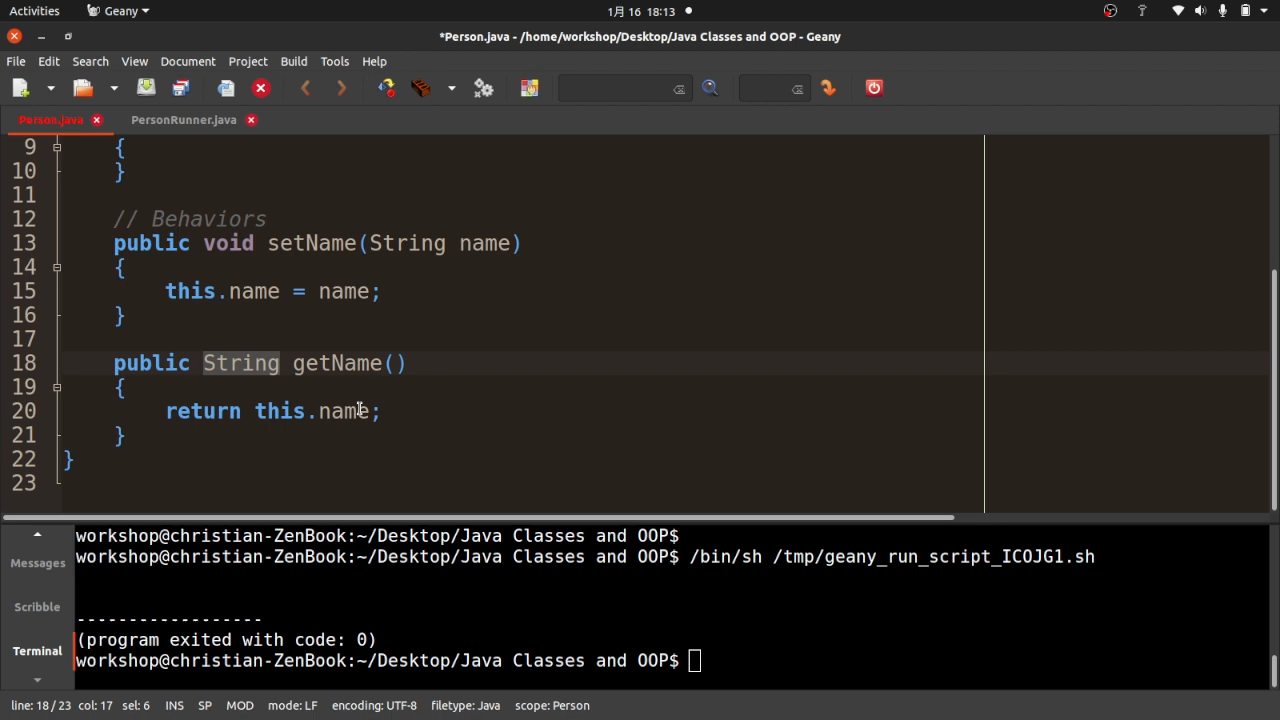 Activities
Geany
1月 16 18:13
*Person.java - /home/workshop/Desktop/Java Classes and OOP - Geany
File Edit Search View Document Project Build Tools Help
Person.java PersonRunner.java
9 {
10 }
11
12 // Behaviors
13 public void setName(String name)
14 {
15 this.name = name;
16 }
17
18 public String getName()
19 {
20 return this.name;
21 }
22 }
23
Messages
Scribble
Terminal
workshop@christian-ZenBook:~/Desktop/Java Classes and OOP$
workshop@christian-ZenBook:~/Desktop/Java Classes and OOP$ /bin/sh /tmp/geany_run_script_ICOJG1.sh
------------------
(program exited with code: 0)
workshop@christian-ZenBook:~/Desktop/Java Classes and OOP$
line: 18 / 23 col: 17 sel: 6 INS SP MOD mode: LF encoding: UTF-8 filetype: Java scope: Person